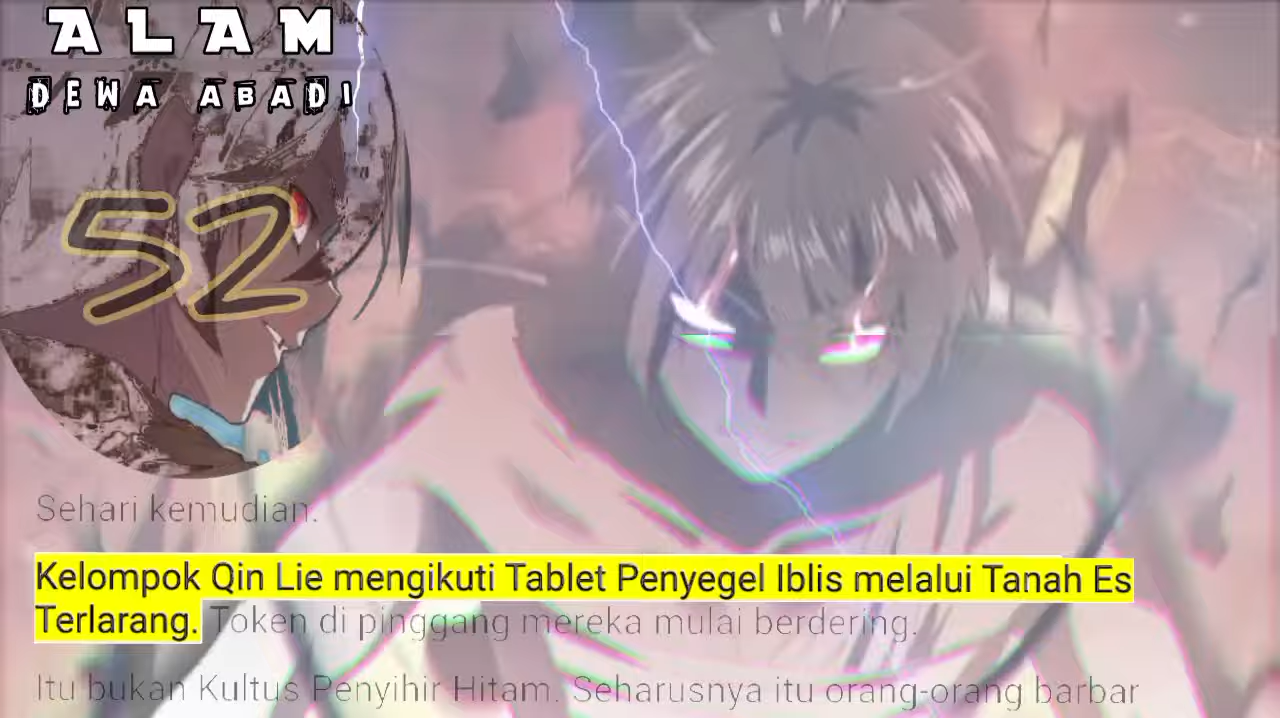 ALAM
DEWA ABADI
52
Sehari kemudian.
Kelompok Qin Lie mengikuti Tablet Penyegel Iblis melalui Tanah Es
Terlarang. Token di pinggang mereka mulai berdering.
Itu bukan Kultus Penyihir Hitam. Seharusnya itu orang-orang barbar